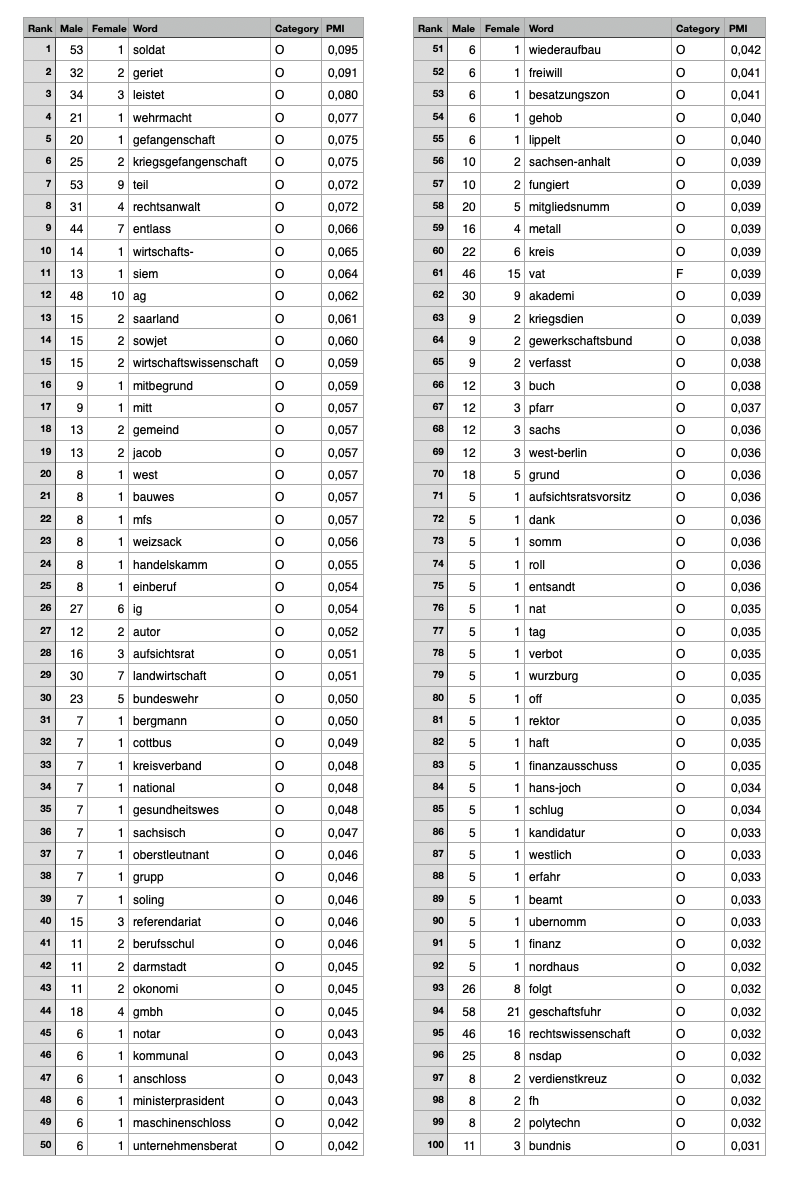 Rank Male Female Word Category PMI
1 53 1 soldat O 0,095
2 32 2 geriet O 0,091
3 34 3 leistet O 0,080
4 21 1 wehrmacht O 0,077
5 20 1 gefangenschaft O 0,075
6 25 2 kriegsgefangenschaft O 0,075
7 53 9 teil O 0,072
8 31 4 rechtsanwalt O 0,072
9 44 7 entlass O 0,066
10 14 1 wirtschafts- O 0,065
11 13 1 siem O 0,064
12 48 10 ag O 0,062
13 15 2 saarland O 0,061
14 15 2 sowjet O 0,060
15 15 2 wirtschaftswissenschaft O 0,059
16 9 1 mitbegrund O 0,059
17 9 1 mitt O 0,057
18 13 2 gemeind O 0,057
19 13 2 jacob O 0,057
20 8 1 west O 0,057
21 8 1 bauwes O 0,057
22 8 1 mfs O 0,057
23 8 1 weizsack O 0,056
24 8 1 handelskamm O 0,055
25 8 1 einberuf O 0,054
26 27 6 ig O 0,054
27 12 2 autor O 0,052
28 16 3 aufsichtsrat O 0,051
29 30 7 landwirtschaft O 0,051
30 23 5 bundeswehr O 0,050
31 7 1 bergmann O 0,050
32 7 1 cottbus O 0,049
33 7 1 kreisverband O 0,048
34 7 1 national O 0,048
35 7 1 gesundheitswes O 0,048
36 7 1 sachsisch O 0,047
37 7 1 oberstleutnant O 0,046
38 7 1 grupp O 0,046
39 7 1 soling O 0,046
40 15 3 referendariat O 0,046
41 11 2 berufsschul O 0,046
42 11 2 darmstadt O 0,045
43 11 2 okonomi O 0,045
44 18 4 gmbh O 0,045
45 6 1 notar O 0,043
46 6 1 kommunal O 0,043
47 6 1 anschloss O 0,043
48 6 1 ministerprasident O 0,043
49 6 1 maschinenschloss O 0,042
50 6 1 unternehmensberat O 0,042
Rank Male Female Word Category PMI
51 6 1 wiederaufbau O 0,042
52 6 1 freiwill O 0,041
53 6 1 besatzungszon O 0,041
54 6 1 gehob O 0,040
55 6 1 lippelt O 0,040
56 10 2 sachsen-anhalt O 0,039
57 10 2 fungiert O 0,039
58 20 5 mitgliedsnumm O 0,039
59 16 4 metall O 0,039
60 22 6 kreis O 0,039
61 46 15 vat F 0,039
62 30 9 akademi O 0,039
63 9 2 kriegsdien O 0,039
64 9 2 gewerkschaftsbund O 0,038
65 9 2 verfasst O 0,038
66 12 3 buch O 0,038
67 12 3 pfarr O 0,037
68 12 3 sachs O 0,036
69 12 3 west-berlin O 0,036
70 18 5 grund O 0,036
71 5 1 aufsichtsratsvorsitz O 0,036
72 5 1 dank O 0,036
73 5 1 somm O 0,036
74 5 1 roll O 0,036
75 5 1 entsandt O 0,036
76 5 1 nat O 0,035
77 5 1 tag O 0,035
78 5 1 verbot O 0,035
79 5 1 wurzburg O 0,035
80 5 1 off O 0,035
81 5 1 rektor O 0,035
82 5 1 haft O 0,035
83 5 1 finanzausschuss O 0,035
84 5 1 hans-joch O 0,034
85 5 1 schlug O 0,034
86 5 1 kandidatur O 0,033
87 5 1 westlich O 0,033
88 5 1 erfahr O 0,033
89 5 1 beamt O 0,033
90 5 1 ubernomm O 0,033
91 5 1 finanz O 0,032
92 5 1 nordhaus O 0,032
93 26 8 folgt O 0,032
94 58 21 geschaftsfuhr O 0,032
95 46 16 rechtswissenschaft O 0,032
96 25 8 nsdap O 0,032
97 8 2 verdienstkreuz O 0,032
98 8 2 fh O 0,032
99 8 2 polytechn O 0,032
100 11 3 bundnis O 0,031